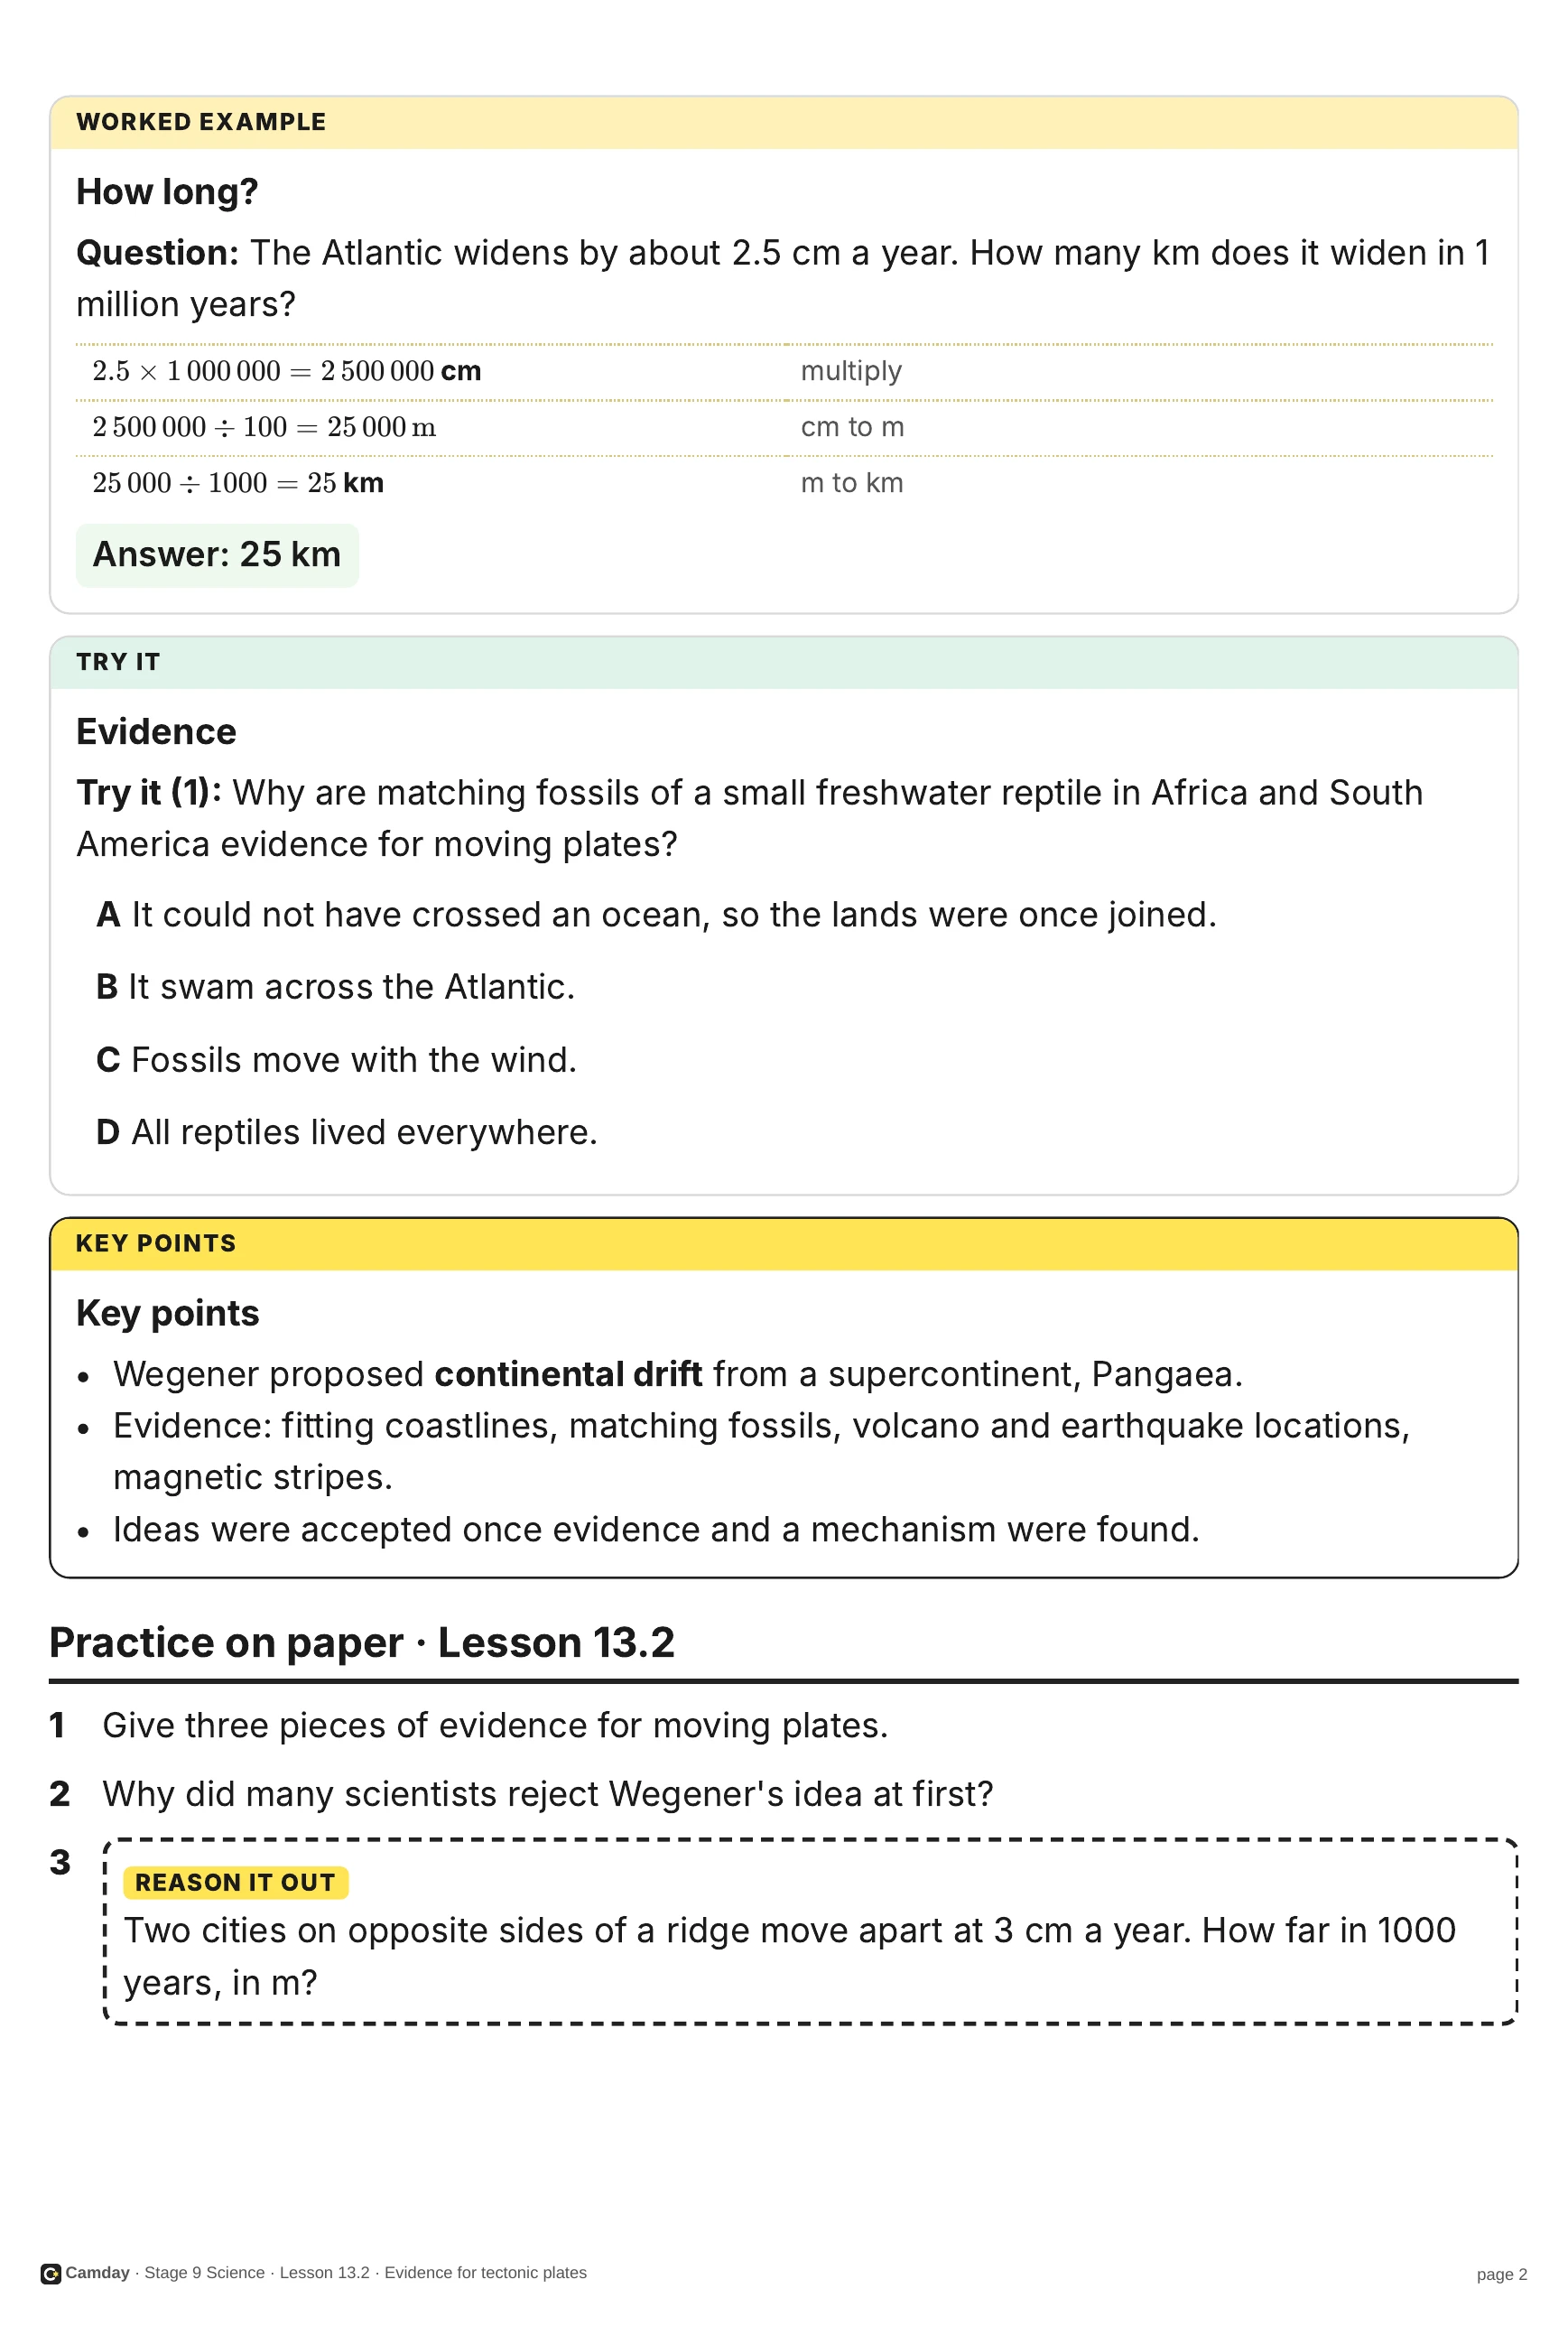 WORKED EXAMPLE
How long?
Question: The Atlantic widens by about 2.5 cm a year. How many km does it widen in 1
million years?
2.5 × 1 000 000 = 2 500 000 cm multiply
2 500 000 ÷ 100 = 25 000 m cm to m
25 000 ÷ 1000 = 25 km m to km
Answer: 25 km
TRY IT
Evidence
Try it (1): Why are matching fossils of a small freshwater reptile in Africa and South
America evidence for moving plates?
A It could not have crossed an ocean, so the lands were once joined.
B It swam across the Atlantic.
C Fossils move with the wind.
D All reptiles lived everywhere.
KEY POINTS
Key points
• Wegener proposed continental drift from a supercontinent, Pangaea.
• Evidence: fitting coastlines, matching fossils, volcano and earthquake locations,
magnetic stripes.
• Ideas were accepted once evidence and a mechanism were found.
Practice on paper · Lesson 13.2
1 Give three pieces of evidence for moving plates.
2 Why did many scientists reject Wegener's idea at first?
3 REASON IT OUT
Two cities on opposite sides of a ridge move apart at 3 cm a year. How far in 1000
years, in m?
Camday · Stage 9 Science · Lesson 13.2 · Evidence for tectonic plates page 2